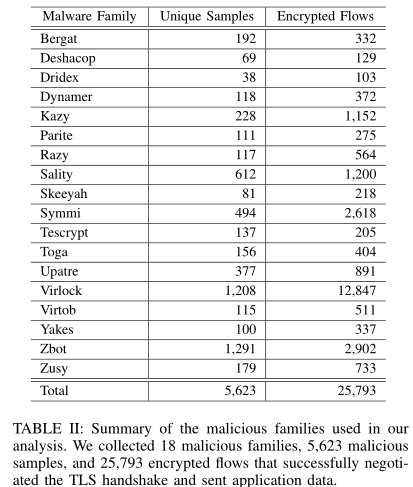 Malware Family Unique Samples Encrypted Flows
Bergat 192 332
Deshacop 69 129
Dridex 38 103
Dynamer 118 372
Kazy 228 1,152
Parite 111 275
Razy 117 564
Sality 612 1,200
Skeeyah 81 218
Symmi 494 2,618
Tescrypt 137 205
Toga 156 404
Upatre 377 891
Virlock 1,208 12,847
Virtob 115 511
Yakes 100 337
Zbot 1,291 2,902
Zusy 179 733
Total 5,623 25,793
TABLE II: Summary of the malicious families used in our
analysis. We collected 18 malicious families, 5,623 malicious
samples, and 25,793 encrypted flows that successfully negoti-
ated the TLS handshake and sent application data.